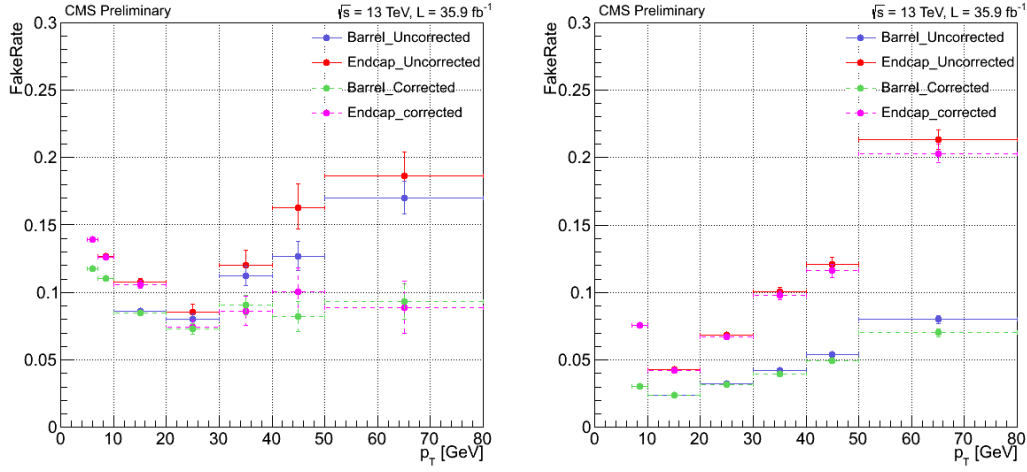 CMS Preliminary
√s = 13 TeV, L = 35.9 fb⁻¹
FakeRate
0.3
0.25
0.2
0.15
0.1
0.05
0
Barrel_Uncorrected
Endcap_Uncorrected
Barrel_Corrected
Endcap_corrected
0 10 20 30 40 50 60 70 80
p_T [GeV]
CMS Preliminary
√s = 13 TeV, L = 35.9 fb⁻¹
FakeRate
0.3
0.25
0.2
0.15
0.1
0.05
0
Barrel_Uncorrected
Endcap_Uncorrected
Barrel_Corrected
Endcap_corrected
0 10 20 30 40 50 60 70 80
p_T [GeV]